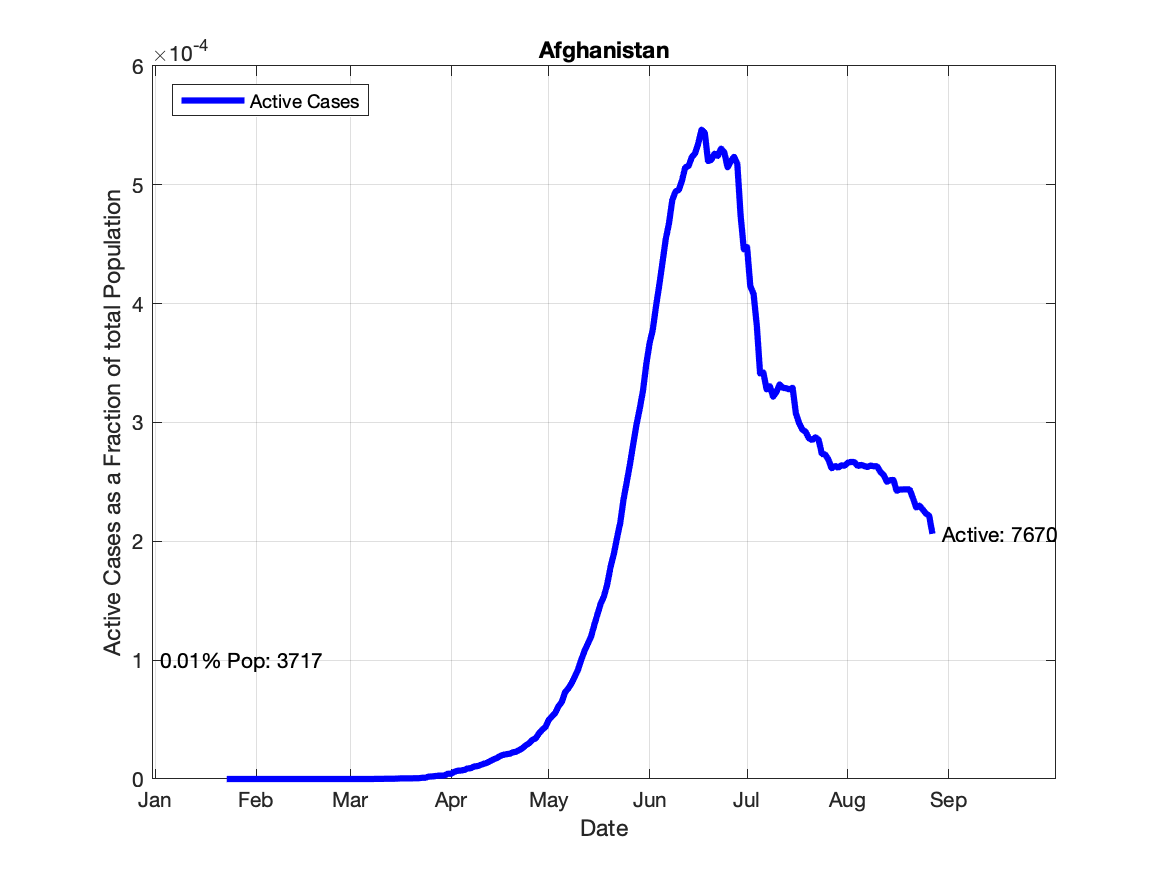 Afghanistan
×10^-4
Active Cases
6
5
4
3
2
1
0
Active Cases as a Fraction of total Population
0.01% Pop: 3717
Active: 7670
Jan Feb Mar Apr May Jun Jul Aug Sep
Date